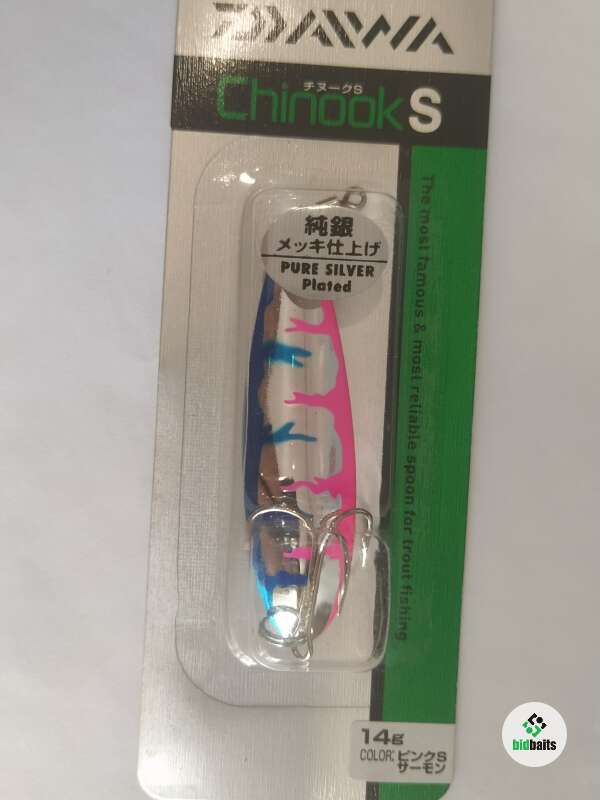 DAIWA
チヌークS
Chinook S
純銀
メッキ仕上げ
PURE SILVER
Plated
The most famous & most reliable spoon for trout fishing.
14g
COLOR: ピンクS
サーモン
bidbaits